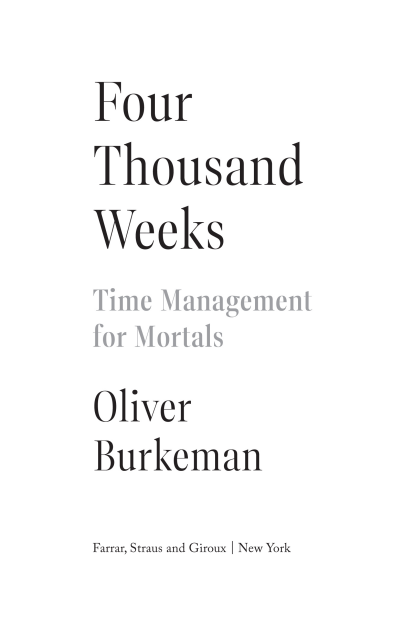 Four
Thousand
Weeks
Time Management
for Mortals
Oliver
Burkeman
Farrar, Straus and Giroux | New York